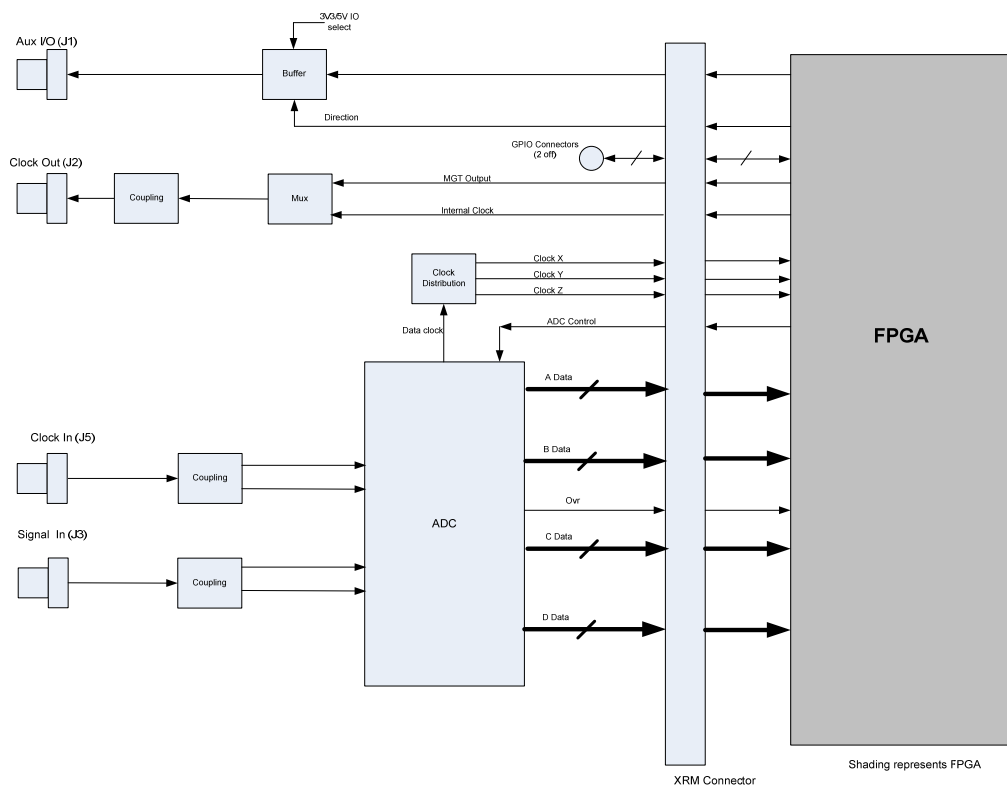 3V3/5V IO
select
Aux I/O (J1)
Buffer
Direction
GPIO Connectors
(2 off)
Clock Out (J2)
MGT Output
Coupling
Mux
Internal Clock
Clock
Distribution
Clock X
Clock Y
Clock Z
Data clock
ADC Control
FPGA
A Data
Clock In (J5)
B Data
Coupling
Ovr
ADC
Signal In (J3)
C Data
Coupling
D Data
XRM Connector
Shading represents FPGA